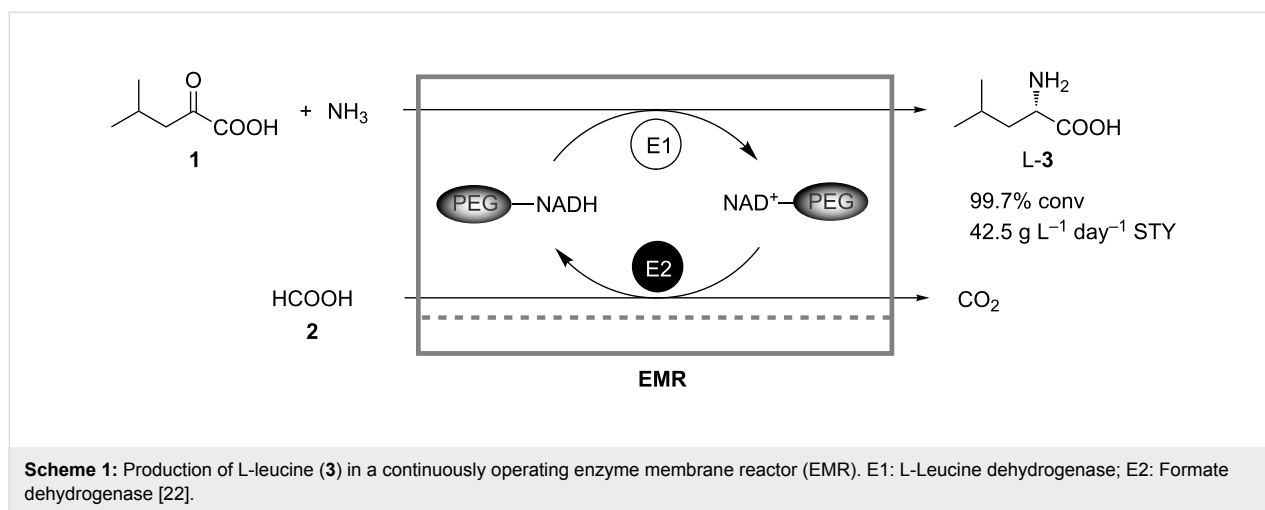 O
NH₂
+ NH₃
COOH
COOH
1
E1
L-3
PEG NADH
NAD⁺ PEG
99.7% conv
42.5 g L⁻¹ day⁻¹ STY
E2
HCOOH
CO₂
2
EMR
Scheme 1: Production of L-leucine (3) in a continuously operating enzyme membrane reactor (EMR). E1: L-Leucine dehydrogenase; E2: Formate
dehydrogenase [22].